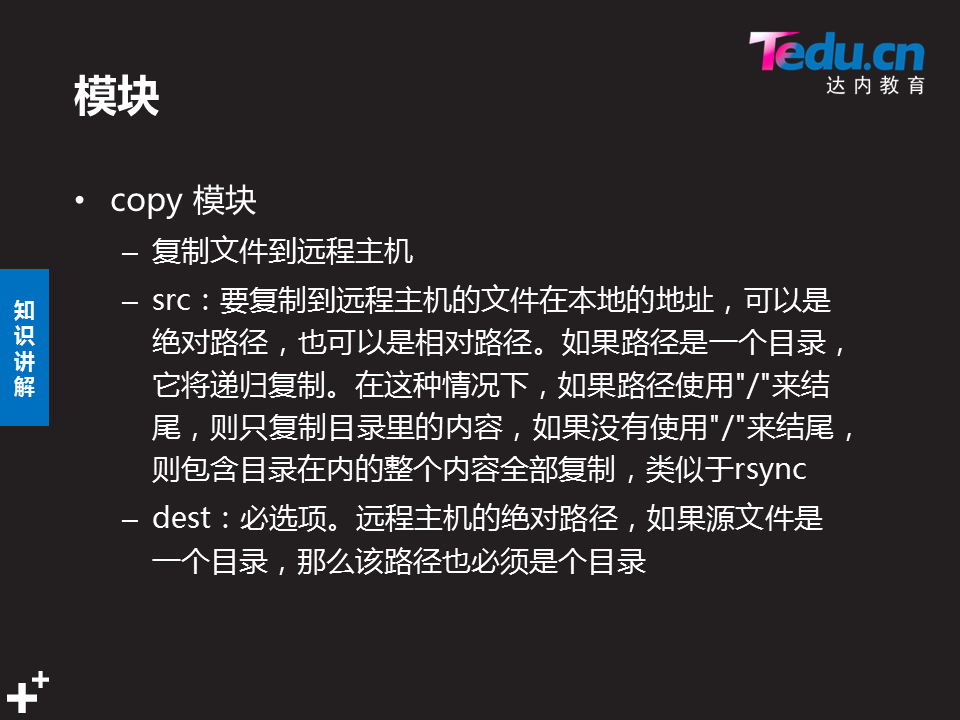 Tedu.cn
达内教育
模块
• copy 模块
– 复制文件到远程主机
– src：要复制到远程主机的文件在本地的地址，可以是
绝对路径，也可以是相对路径。如果路径是一个目录，
它将递归复制。在这种情况下，如果路径使用"/"来结
尾，则只复制目录里的内容，如果没有使用"/"来结尾，
则包含目录在内的整个内容全部复制，类似于rsync
– dest：必选项。远程主机的绝对路径，如果源文件是
一个目录，那么该路径也必须是个目录
知
识
讲
解